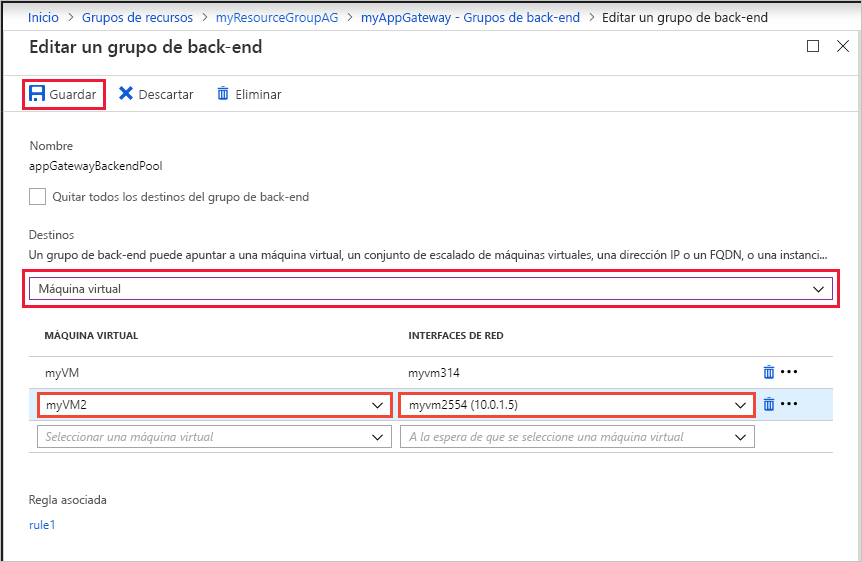 Inicio > Grupos de recursos > myResourceGroupAG > myAppGateway - Grupos de back-end > Editar un grupo de back-end
Editar un grupo de back-end
Guardar Descartar Eliminar
Nombre
appGatewayBackendPool
Quitar todos los destinos del grupo de back-end
Destinos
Un grupo de back-end puede apuntar a una máquina virtual, un conjunto de escalado de máquinas virtuales, una dirección IP o un FQDN, o una instanci...
Máquina virtual
MÁQUINA VIRTUAL INTERFACES DE RED
myVM myvm314
myVM2 myvm2554 (10.0.1.5)
Seleccionar una máquina virtual A la espera de que se seleccione una máquina virtual
Regla asociada
rule1